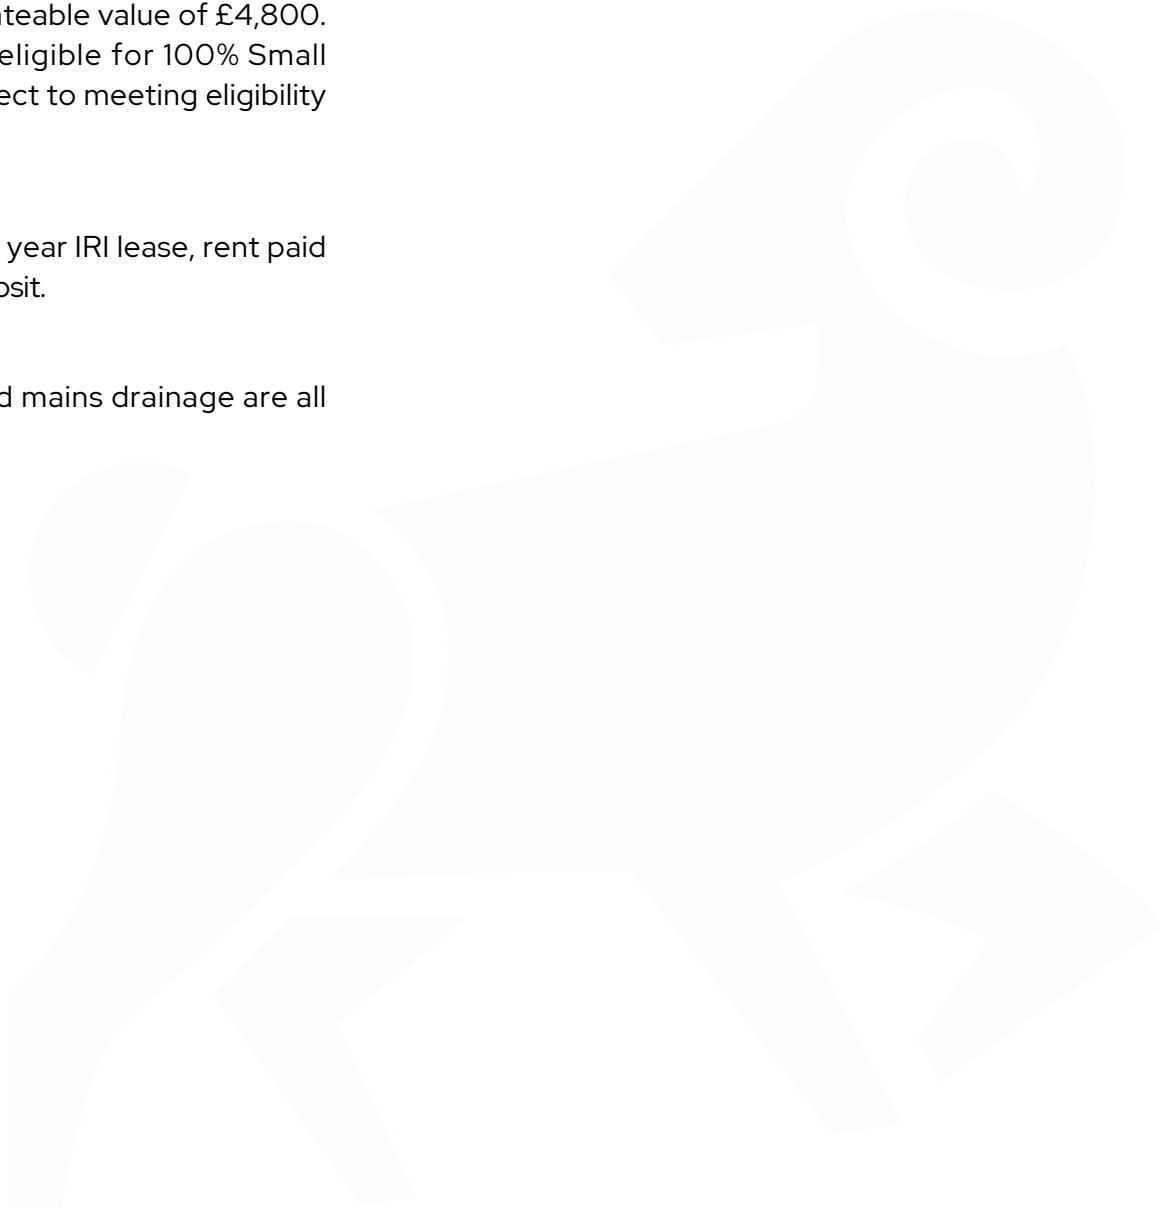 teable value of £4,800.
eligible for 100% Small
ect to meeting eligibility
year IRI lease, rent paid
osit.
d mains drainage are all